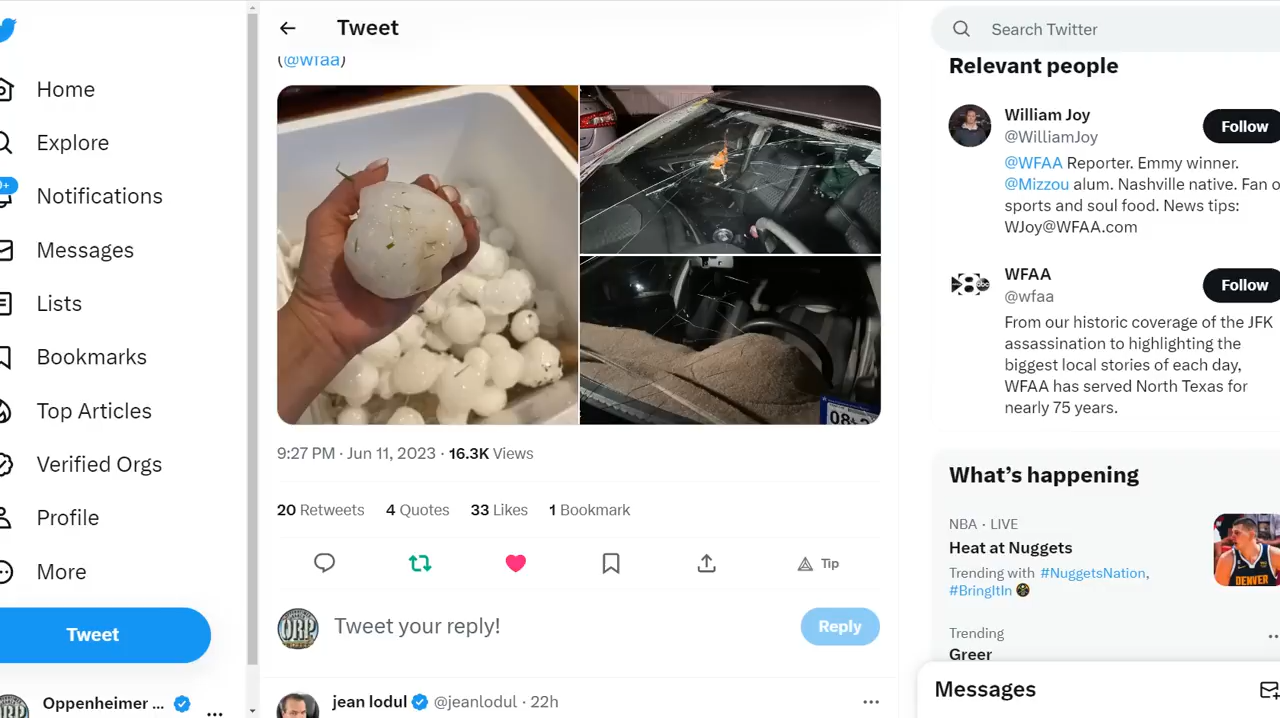 Home
Explore
Notifications
Messages
Lists
Bookmarks
Top Articles
Verified Orgs
Profile
More
Tweet
Oppenheimer ...
Tweet
(@wfaa)
9:27 PM · Jun 11, 2023 · 16.3K Views
20 Retweets 4 Quotes 33 Likes 1 Bookmark
Tip
ORP
Tweet your reply!
Reply
jean lodul @jeanlodul · 22h
Search Twitter
Relevant people
William Joy
@WilliamJoy
Follow
@WFAA Reporter. Emmy winner.
@Mizzou alum. Nashville native. Fan o
sports and soul food. News tips:
WJoy@WFAA.com
WFAA
@wfaa
Follow
From our historic coverage of the JFK
assassination to highlighting the
biggest local stories of each day,
WFAA has served North Texas for
nearly 75 years.
What's happening
NBA · LIVE
Heat at Nuggets
Trending with #NuggetsNation,
#BringItIn
DENVER
Trending
Greer
Messages